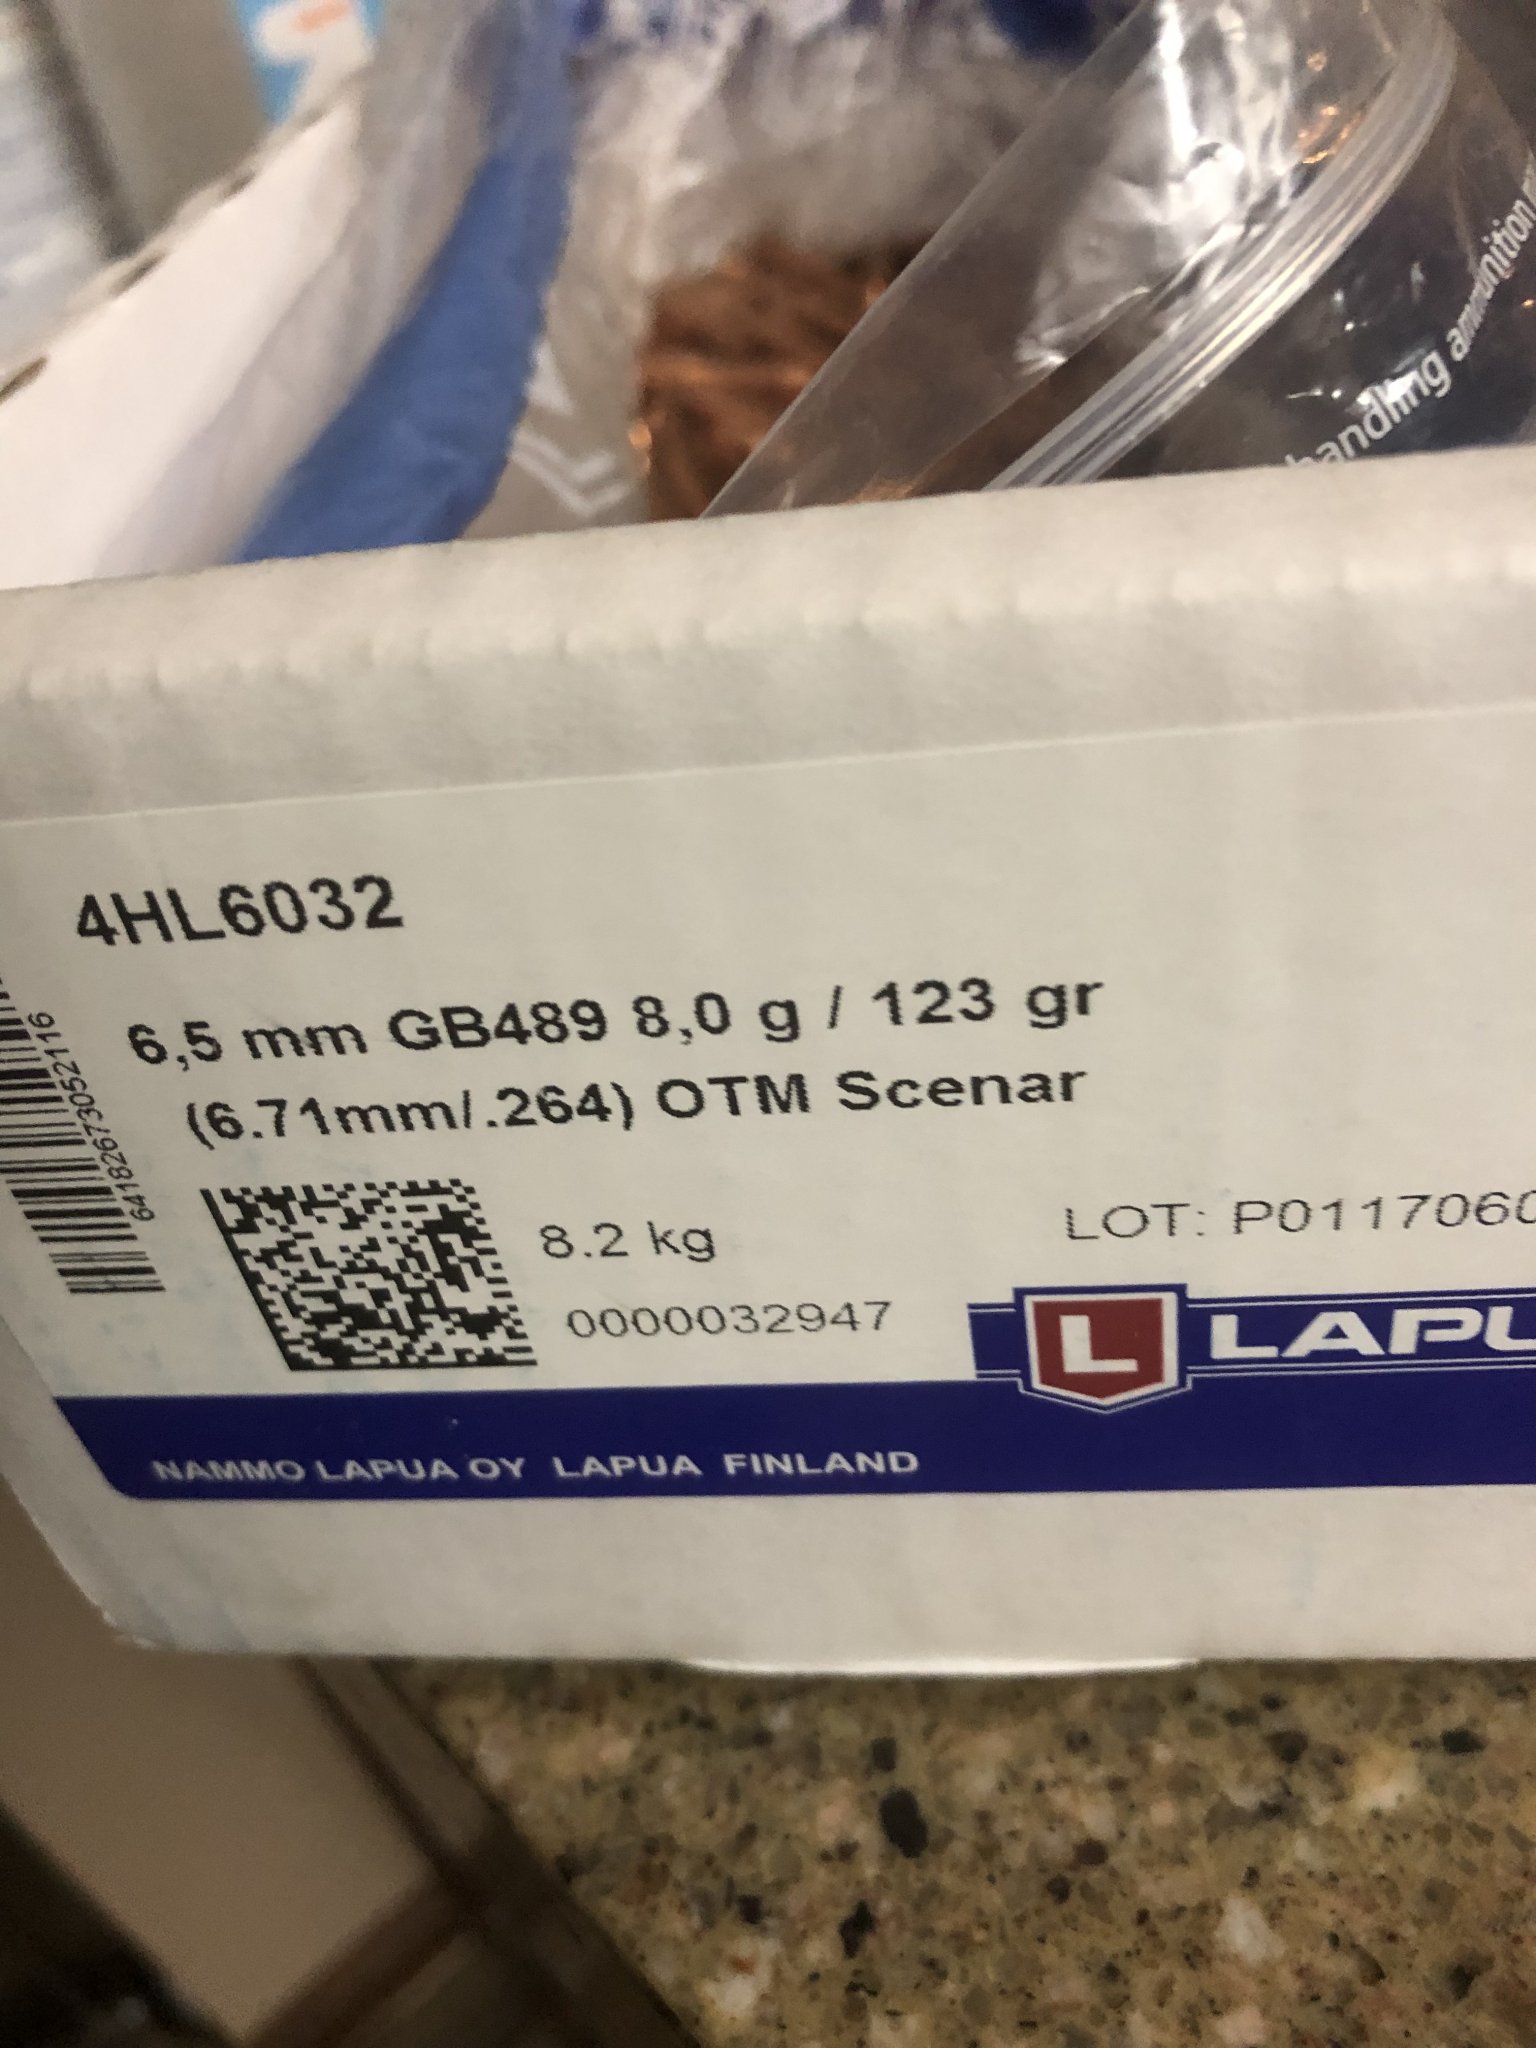 handling ammunition
4HL6032
6,5 mm GB489 8,0 g / 123 gr
(6.71mm/.264) OTM Scenar
64182673052116
8.2 kg
LOT: P0117060
0000032947
L LAPU
NAMMO LAPUA OY LAPUA FINLAND